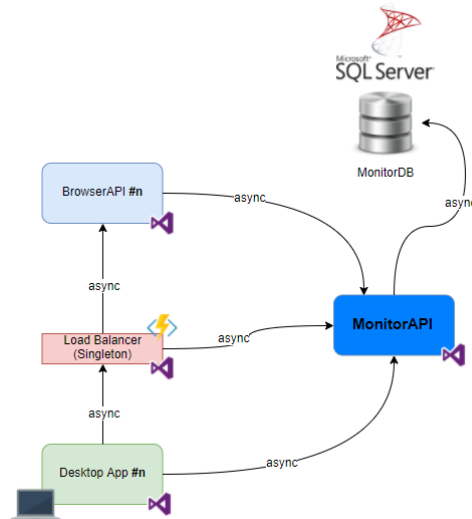 Microsoft®
SQL Server
MonitorDB
BrowserAPI #n
async
async
async
MonitorAPI
Load Balancer
(Singleton)
async
async
Desktop App #n
async